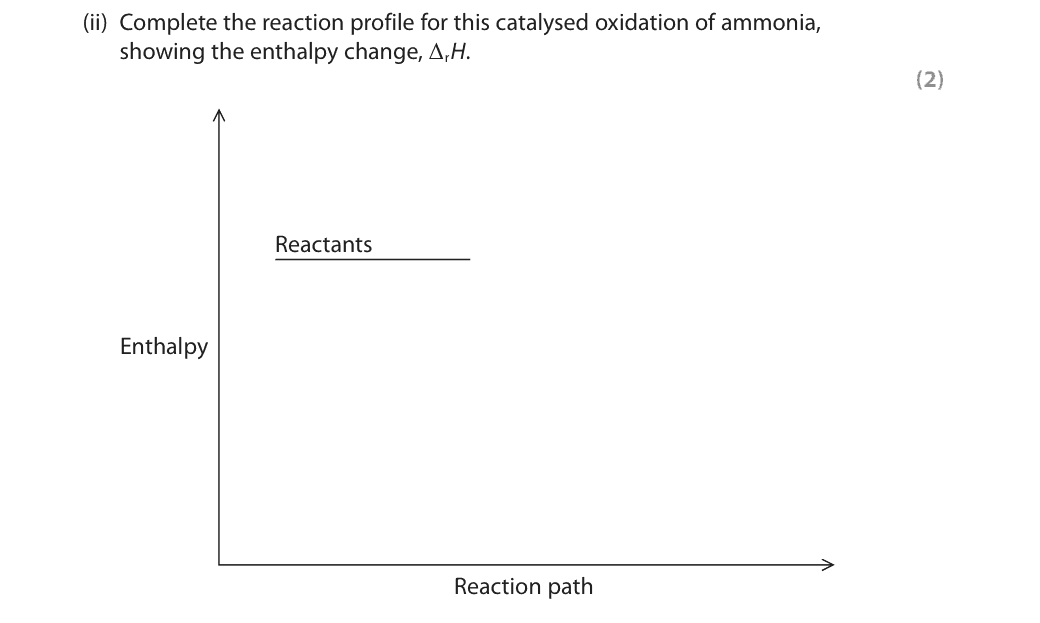 (ii) Complete the reaction profile for this catalysed oxidation of ammonia,
showing the enthalpy change, ΔᵣH.
(2)
Reactants
Enthalpy
Reaction path